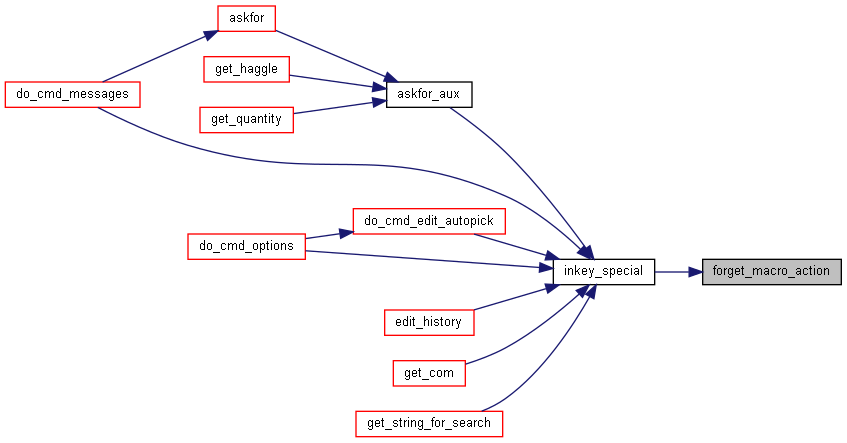 askfor
get_haggle
do_cmd_messages
askfor_aux
get_quantity
do_cmd_edit_autopick
do_cmd_options
inkey_special
forget_macro_action
edit_history
get_com
get_string_for_search